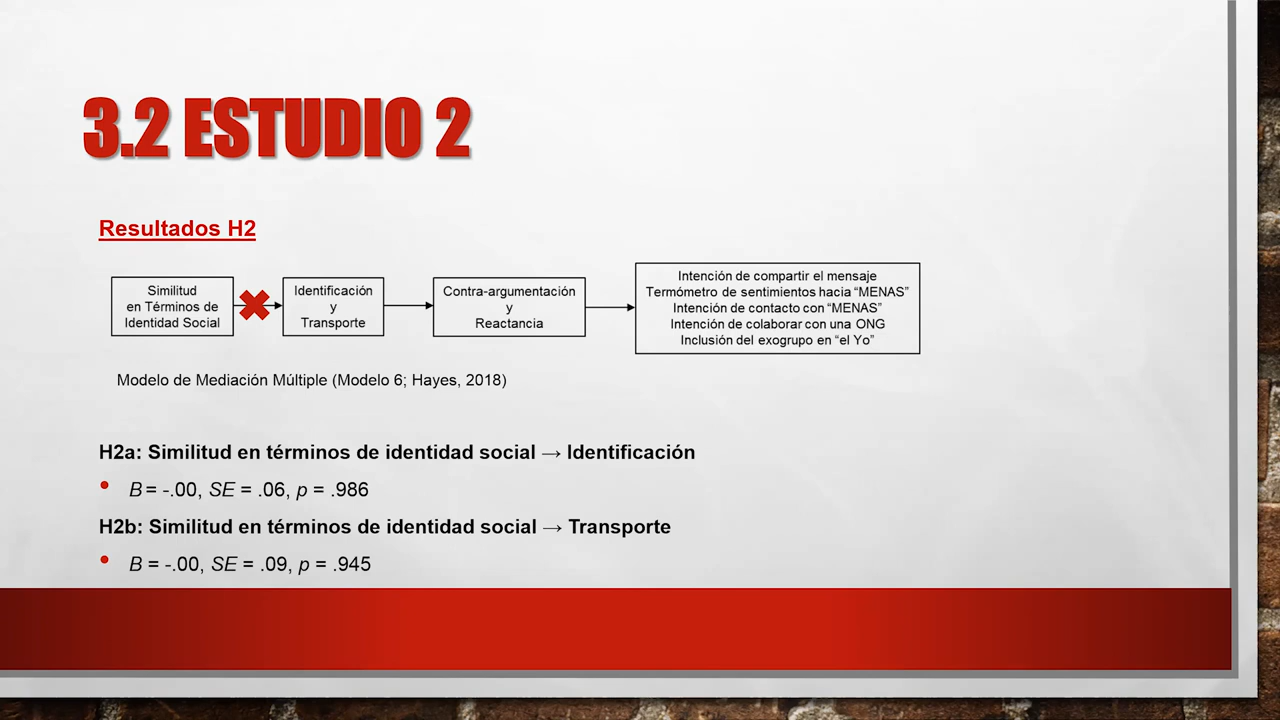 3.2 ESTUDIO 2
Resultados H2
Similitud
en Términos de
Identidad Social
Identificación
y
Transporte
Contra-argumentación
y
Reactancia
Intención de compartir el mensaje
Termómetro de sentimientos hacia “MENAS”
Intención de contacto con “MENAS”
Intención de colaborar con una ONG
Inclusión del exogrupo en “el Yo”
Modelo de Mediación Múltiple (Modelo 6; Hayes, 2018)
H2a: Similitud en términos de identidad social → Identificación
• B = -.00, SE = .06, p = .986
H2b: Similitud en términos de identidad social → Transporte
• B = -.00, SE = .09, p = .945